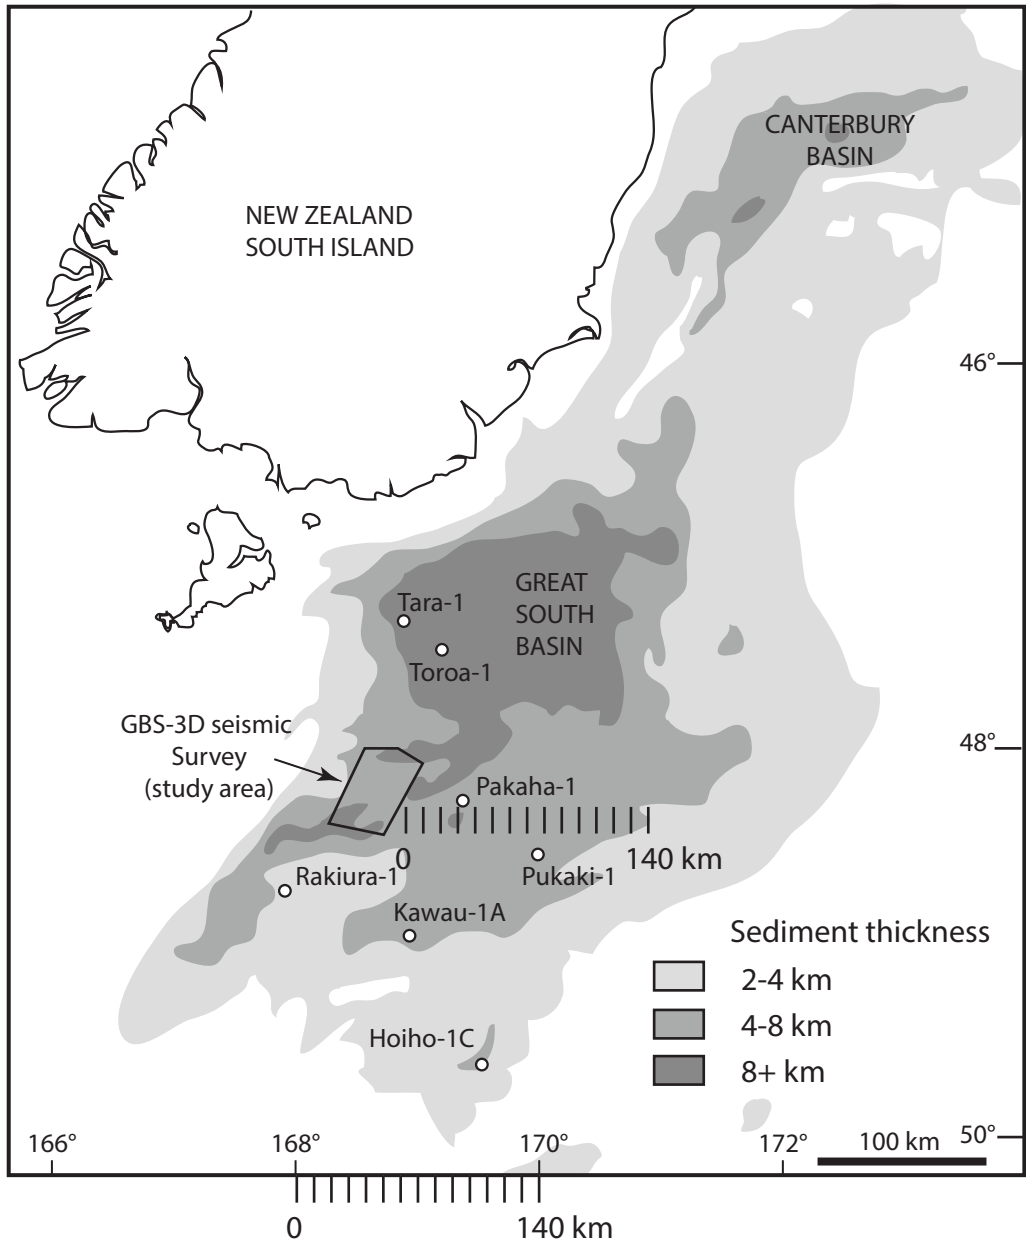 CANTERBURY
BASIN
NEW ZEALAND
SOUTH ISLAND
46°
GREAT
SOUTH
BASIN
Tara-1
Toroa-1
GBS-3D seismic
Survey
(study area)
48°
Pakaha-1
0
140 km
Rakiura-1
Pukaki-1
Kawau-1A
Sediment thickness
2-4 km
4-8 km
8+ km
Hoiho-1C
166°
168°
170°
172°
100 km
50°
0
140 km